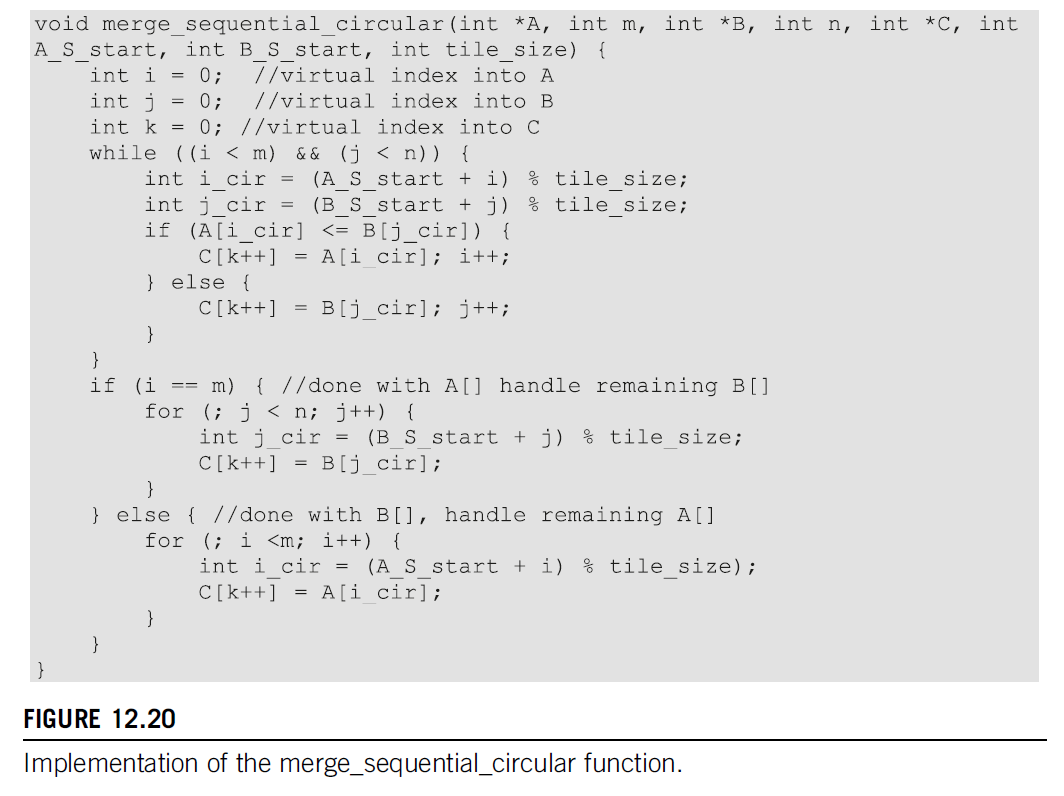 void merge_sequential_circular(int *A, int m, int *B, int n, int *C, int
A_S_start, int B_S_start, int tile_size) {
    int i = 0;  //virtual index into A
    int j = 0;  //virtual index into B
    int k = 0; //virtual index into C
    while ((i < m) && (j < n)) {
        int i_cir = (A_S_start + i) % tile_size;
        int j_cir = (B_S_start + j) % tile_size;
        if (A[i_cir] <= B[j_cir]) {
            C[k++] = A[i_cir]; i++;
        } else {
            C[k++] = B[j_cir]; j++;
        }
    }
    if (i == m) { //done with A[] handle remaining B[]
        for (; j < n; j++) {
            int j_cir = (B_S_start + j) % tile_size;
            C[k++] = B[j_cir];
        }
    } else { //done with B[], handle remaining A[]
        for (; i <m; i++) {
            int i_cir = (A_S_start + i) % tile_size);
            C[k++] = A[i_cir];
        }
    }
}
FIGURE 12.20
Implementation of the merge_sequential_circular function.